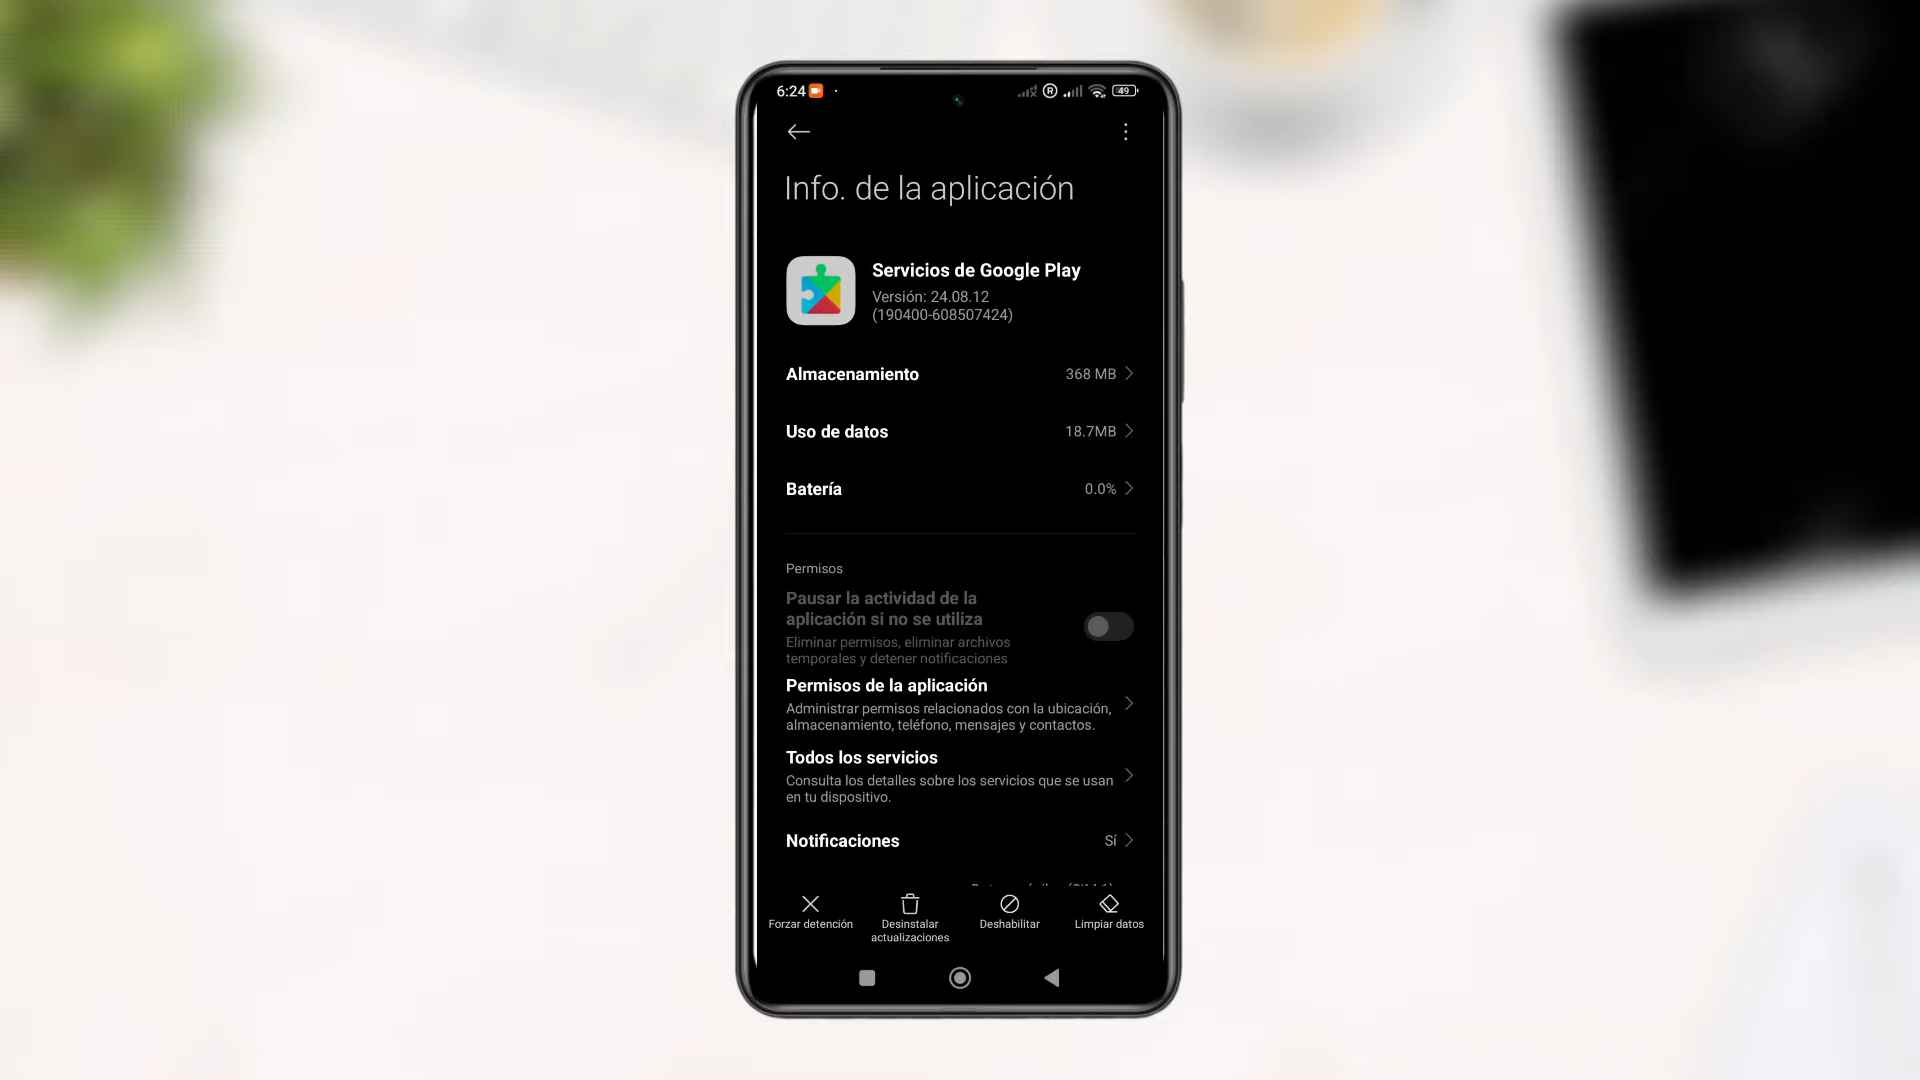 6:24
49
Info. de la aplicación
Servicios de Google Play
Versión: 24.08.12
(190400-608507424)
Almacenamiento 368 MB
Uso de datos 18.7MB
Batería 0.0%
Permisos
Pausar la actividad de la
aplicación si no se utiliza
Eliminar permisos, eliminar archivos
temporales y detener notificaciones
Permisos de la aplicación
Administrar permisos relacionados con la ubicación,
almacenamiento, teléfono, mensajes y contactos.
Todos los servicios
Consulta los detalles sobre los servicios que se usan
en tu dispositivo.
Notificaciones Sí
Forzar detención
Desinstalar
actualizaciones
Deshabilitar
Limpiar datos